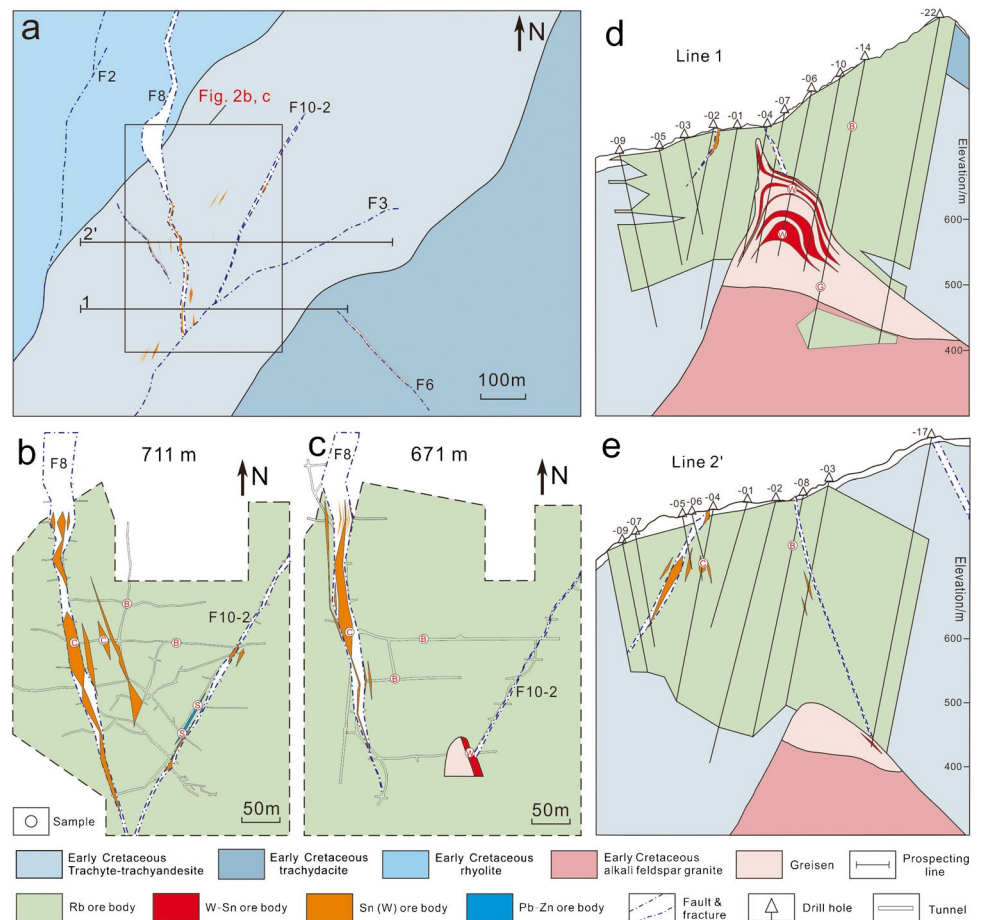 a
N
F2
F8
Fig. 2b, c
F10-2
F3
2'
1
F6
100m
d
Line 1
-22
-14
-10
-06
-07
-04
-01
-02
-03
-05
-09
B
W
W
G
Elevation/m
600
500
400
b
711 m
N
F8
F10-2
B
C
C
B
S
S
50m
c
671 m
N
F8
F10-2
C
B
B
W
50m
e
Line 2'
-17
-03
-08
-02
-01
-04
-06
-05
-07
-09
B
C
Elevation/m
600
500
400
Sample
Early Cretaceous
Trachyte-trachyandesite
Early Cretaceous
trachydacite
Early Cretaceous
rhyolite
Early Cretaceous
alkali feldspar granite
Greisen
Prospecting
line
Rb ore body
W-Sn ore body
Sn (W) ore body
Pb-Zn ore body
Fault &
fracture
Drill hole
Tunnel